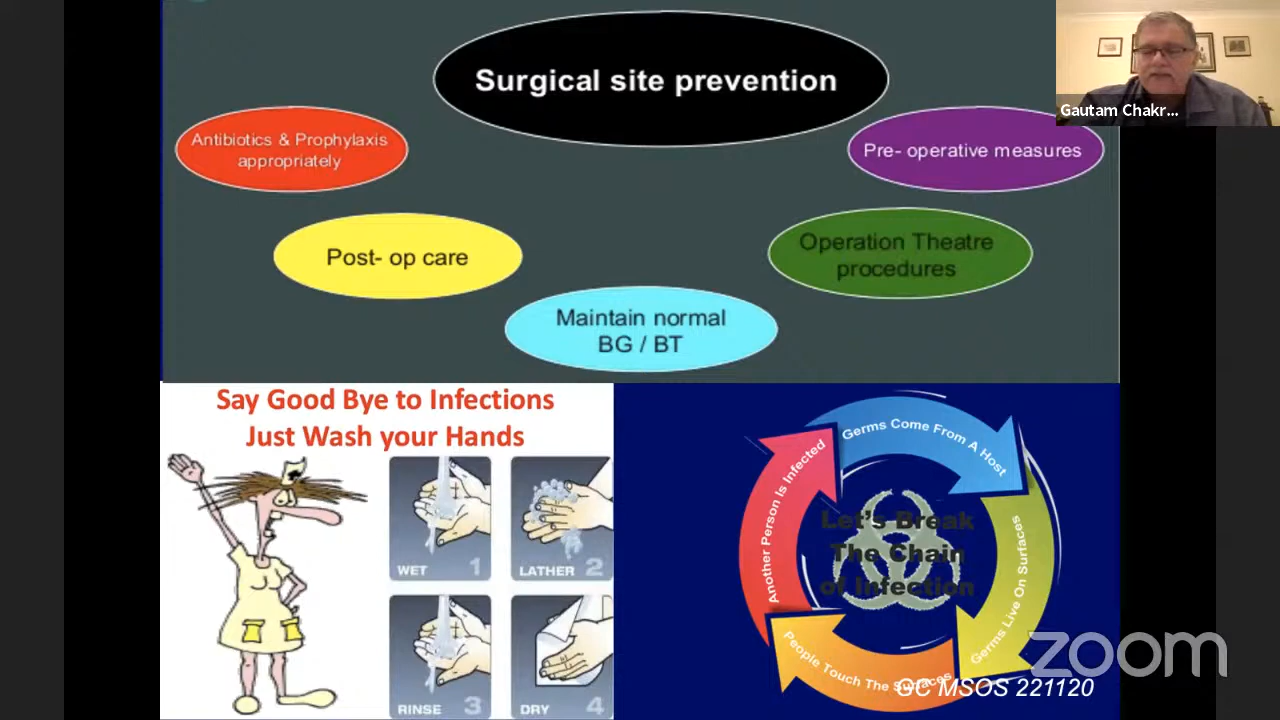 Surgical site prevention
Gautam Chakr...
Antibiotics & Prophylaxis
appropriately
Pre- operative measures
Post- op care
Operation Theatre
procedures
Maintain normal
BG / BT
Say Good Bye to Infections
Just Wash your Hands
WET 1
LATHER 2
RINSE 3
DRY 4
Germs Come From A Host
Germs Live On Surfaces
People Touch The Surfaces
Another Person Is Infected
Let's Break
The Chain
of Infection
zoom
GC MSOS 221120